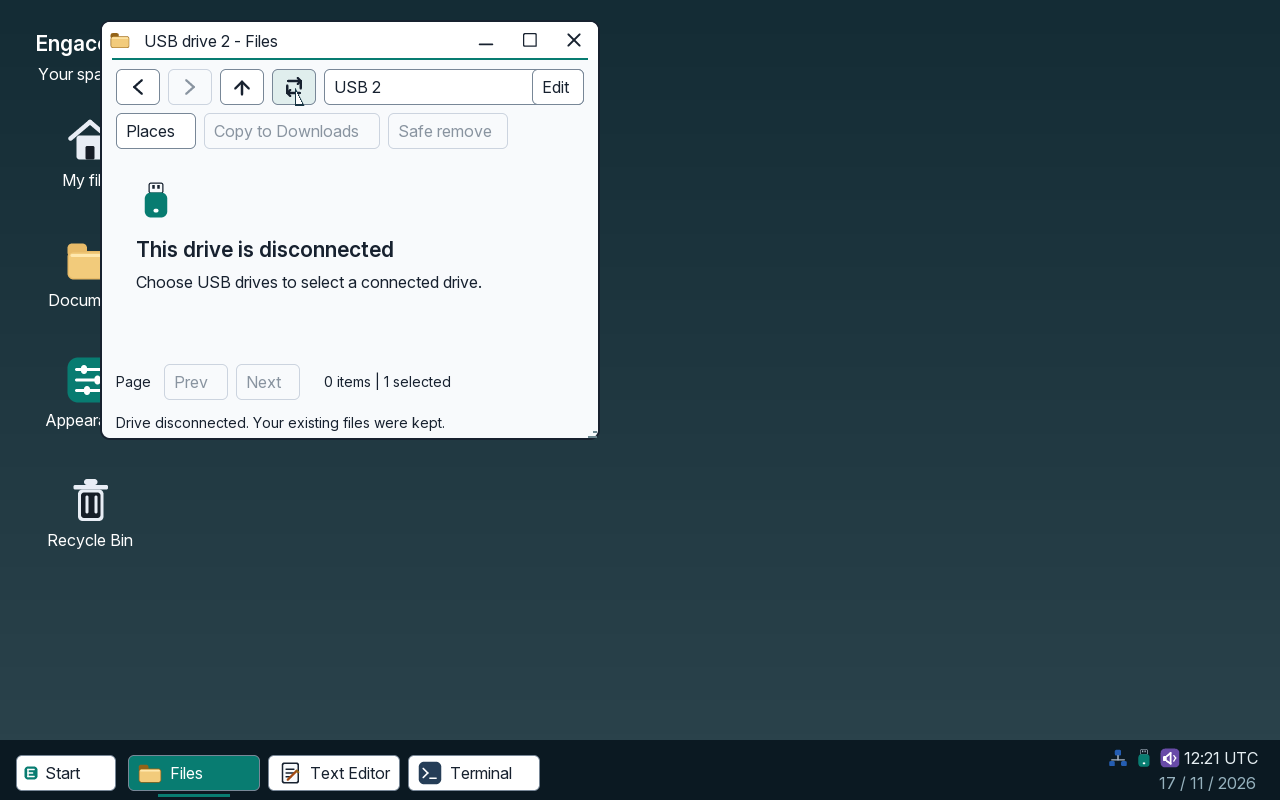 USB drive 2 - Files
USB 2
Edit
Places
Copy to Downloads
Safe remove
This drive is disconnected
Choose USB drives to select a connected drive.
Page
Prev
Next
0 items | 1 selected
Drive disconnected. Your existing files were kept.
Recycle Bin
Start
Files
Text Editor
Terminal
12:21 UTC
17 / 11 / 2026